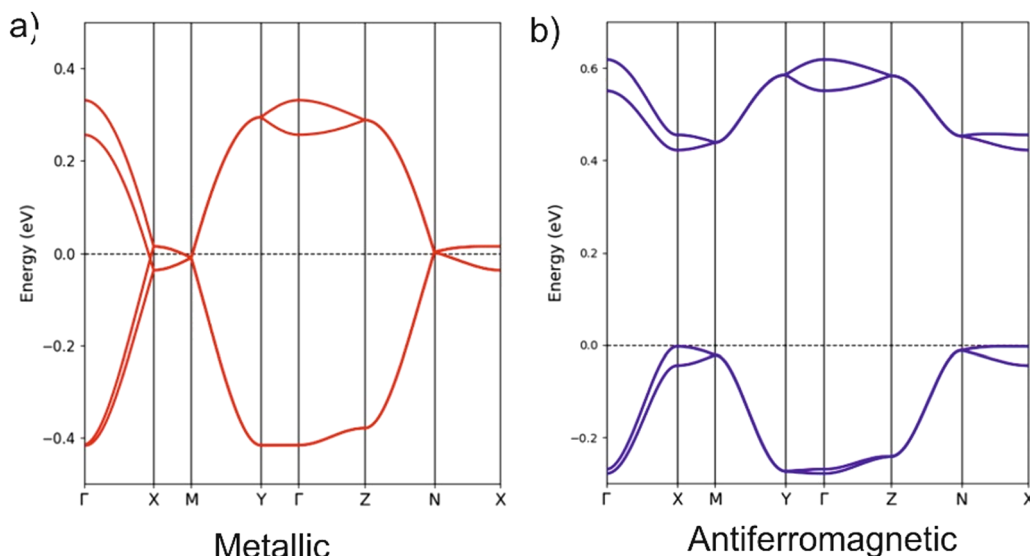 a)
Energy (eV)
0.4
0.2
0.0
−0.2
−0.4
Γ X M Y Γ Z N X
Metallic
b)
Energy (eV)
0.6
0.4
0.2
0.0
−0.2
Γ X M Y Γ Z N X
Antiferromagnetic